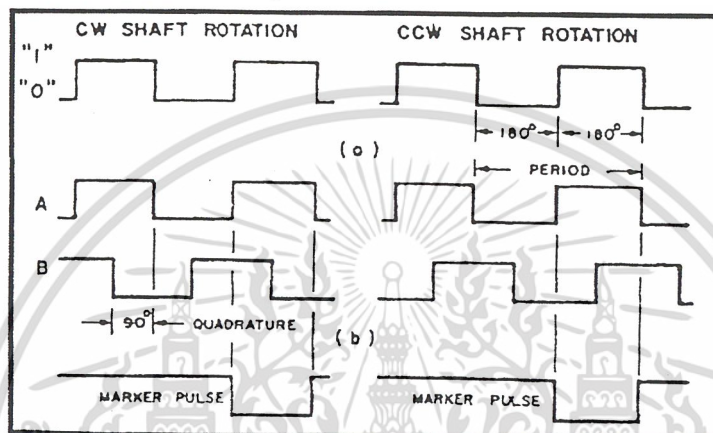 CW SHAFT ROTATION
CCW SHAFT ROTATION
"1"
"0"
180° 180°
(a)
PERIOD
A
B
90° QUADRATURE
(b)
MARKER PULSE
MARKER PULSE